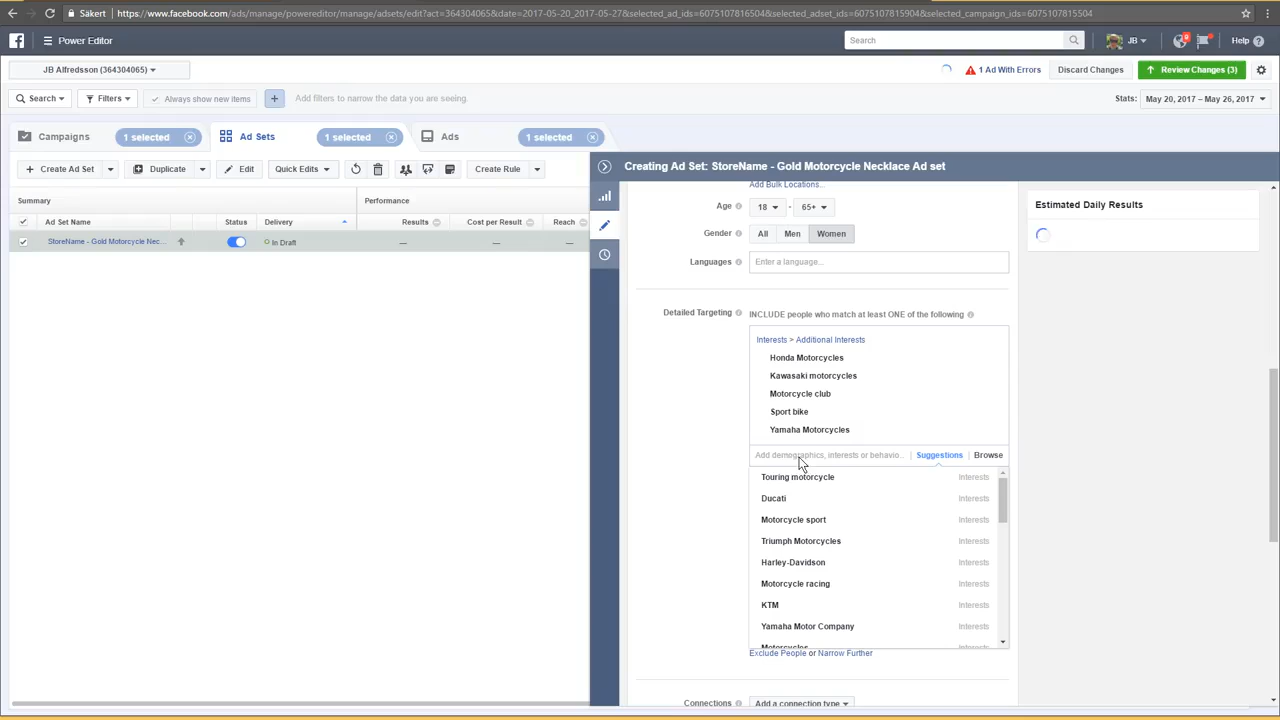 Säkert
https://www.facebook.com/ads/manage/powereditor/manage/adsets/edit?act=364304065&date=2017-05-20_2017-05-27&selected_ad_ids=6075107816504&selected_adset_ids=6075107815904&selected_campaign_ids=6075107815504
Power Editor
Search
JB
Help
JB Alfredsson (364304065)
1 Ad With Errors
Discard Changes
Review Changes (3)
Search
Filters
Always show new items
+
Add filters to narrow the data you are seeing.
Stats:
May 20, 2017 – May 26, 2017
Campaigns
1 selected
Ad Sets
1 selected
Ads
1 selected
Create Ad Set
Duplicate
Edit
Quick Edits
Create Rule
Creating Ad Set: StoreName - Gold Motorcycle Necklace Ad set
Summary
Performance
Ad Set Name
Status
Delivery
Results
Cost per Result
Reach
StoreName - Gold Motorcycle Nec...
In Draft
—
—
—
Add Bulk Locations...
Age
18
-
65+
Gender
All
Men
Women
Languages
Enter a language...
Detailed Targeting
INCLUDE people who match at least ONE of the following
Interests > Additional Interests
Honda Motorcycles
Kawasaki motorcycles
Motorcycle club
Sport bike
Yamaha Motorcycles
Add demographics, interests or behavio...
Suggestions
Browse
Touring motorcycle Interests
Ducati Interests
Motorcycle sport Interests
Triumph Motorcycles Interests
Harley-Davidson Interests
Motorcycle racing Interests
KTM Interests
Yamaha Motor Company Interests
Motorcycles Interests
Exclude People or Narrow Further
Connections
Add a connection type
Estimated Daily Results